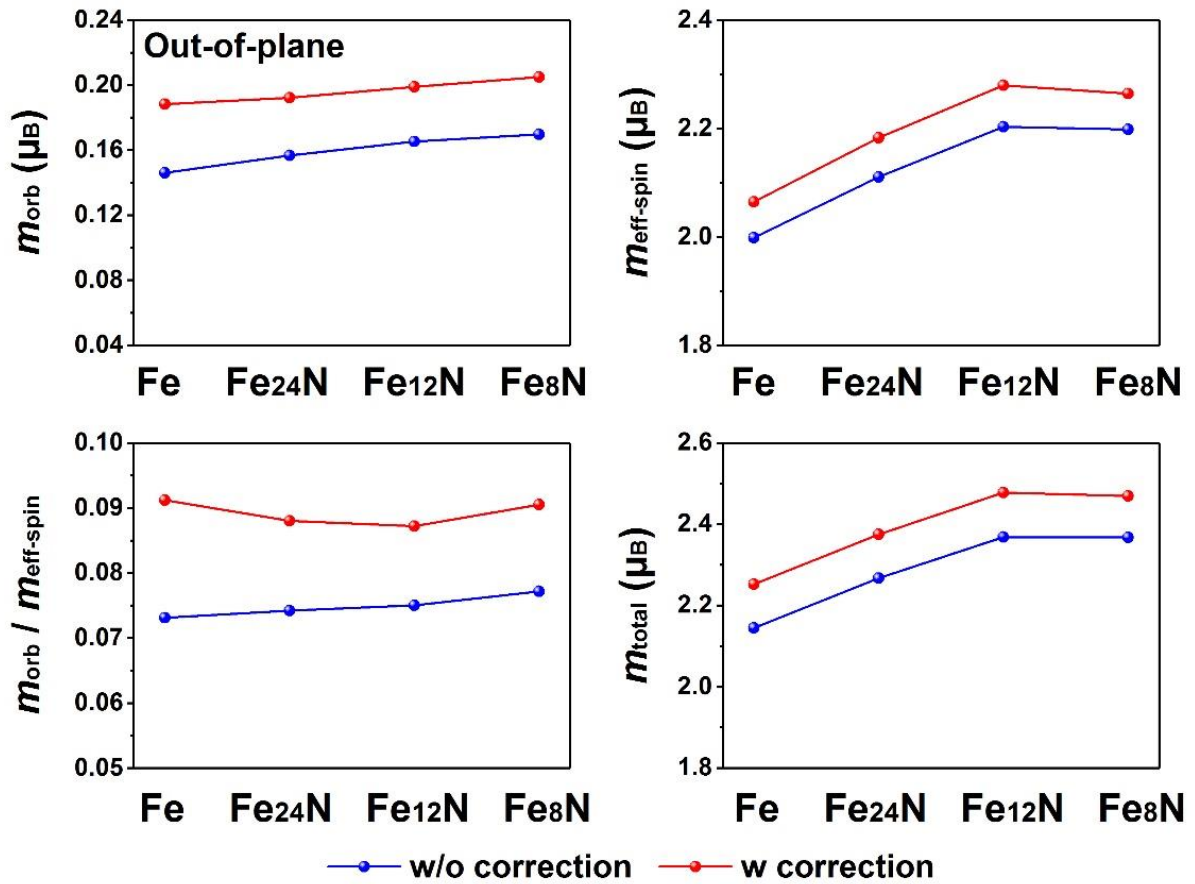 Out-of-plane
m_orb (μB)
0.24
0.20
0.16
0.12
0.08
0.04
Fe Fe24N Fe12N Fe8N
m_eff-spin (μB)
2.4
2.2
2.0
1.8
Fe Fe24N Fe12N Fe8N
m_orb / m_eff-spin
0.10
0.09
0.08
0.07
0.06
0.05
Fe Fe24N Fe12N Fe8N
m_total (μB)
2.6
2.4
2.2
2.0
1.8
Fe Fe24N Fe12N Fe8N
w/o correction w correction